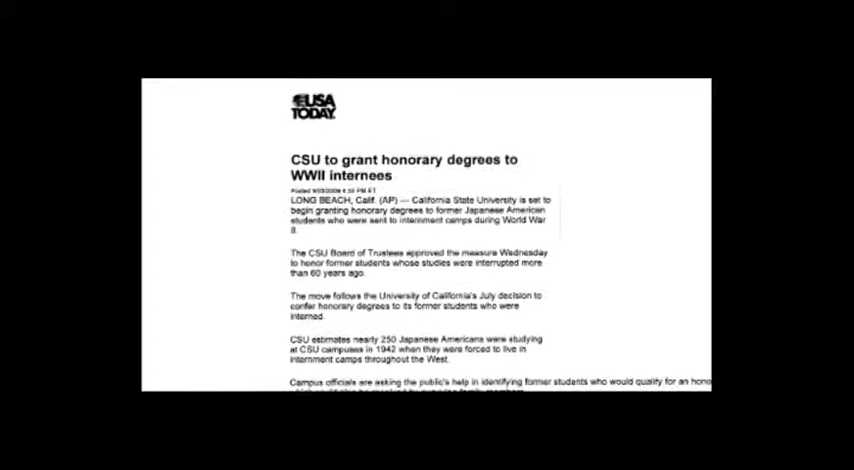 USA
TODAY
CSU to grant honorary degrees to
WWII internees
Posted 4:35 PM ET
LONG BEACH, Calif. (AP) — California State University is set to
begin granting honorary degrees to former Japanese American
students who were sent to internment camps during World War
II.
The CSU Board of Trustees approved the measure Wednesday
to honor former students whose studies were interrupted more
than 60 years ago.
The move follows the University of California's July decision to
confer honorary degrees to its former students who were
interned.
CSU estimates nearly 250 Japanese Americans were studying
at CSU campuses in 1942 when they were forced to live in
internment camps throughout the West.
Campus officials are asking the public's help in identifying former students who would qualify for an hono